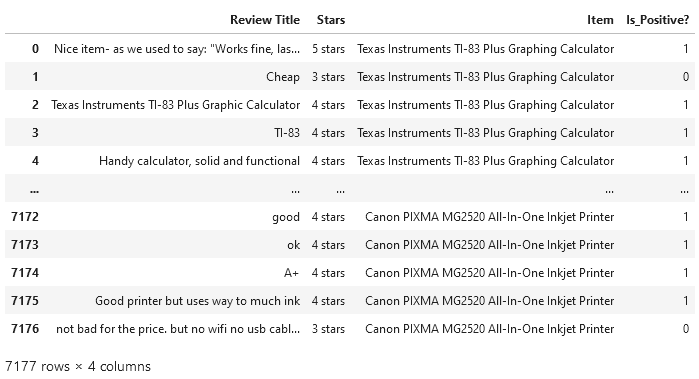 Review Title Stars Item Is_Positive?
0 Nice item- as we used to say: "Works fine, las... 5 stars Texas Instruments TI-83 Plus Graphing Calculator 1
1 Cheap 3 stars Texas Instruments TI-83 Plus Graphing Calculator 0
2 Texas Instruments TI-83 Plus Graphic Calculator 4 stars Texas Instruments TI-83 Plus Graphing Calculator 1
3 TI-83 4 stars Texas Instruments TI-83 Plus Graphing Calculator 1
4 Handy calculator, solid and functional 4 stars Texas Instruments TI-83 Plus Graphing Calculator 1
... ... ... ... ...
7172 good 4 stars Canon PIXMA MG2520 All-In-One Inkjet Printer 1
7173 ok 4 stars Canon PIXMA MG2520 All-In-One Inkjet Printer 1
7174 A+ 4 stars Canon PIXMA MG2520 All-In-One Inkjet Printer 1
7175 Good printer but uses way to much ink 4 stars Canon PIXMA MG2520 All-In-One Inkjet Printer 1
7176 not bad for the price. but no wifi no usb cabl... 3 stars Canon PIXMA MG2520 All-In-One Inkjet Printer 0
7177 rows × 4 columns